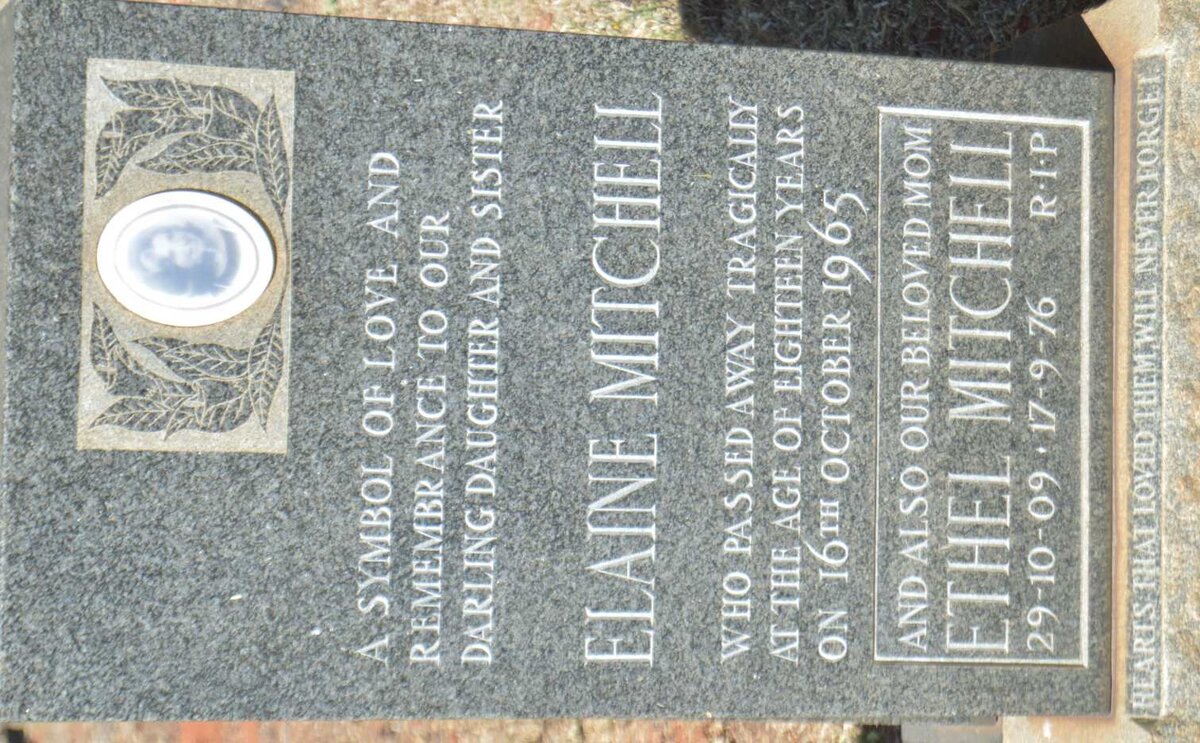 A SYMBOL OF LOVE AND
REMEMBRANCE TO OUR
DARLING DAUGHTER AND SISTER
ELAINE MITCHELL
WHO PASSED AWAY TRAGICALLY
AT THE AGE OF EIGHTEEN YEARS
ON 16TH OCTOBER 1965
AND ALSO OUR BELOVED MOM
ETHEL MITCHELL
29-10-09 · 17-9-76 R·I·P
HEARTS THAT LOVED THEM WILL NEVER FORGET